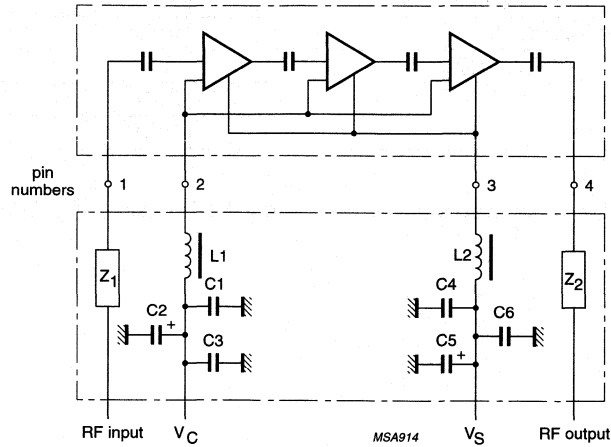 pin
numbers
1
2
3
4
Z1
L1
L2
Z2
C1
C2
+
C3
C4
C6
C5
+
RF input
VC
MSA914
VS
RF output